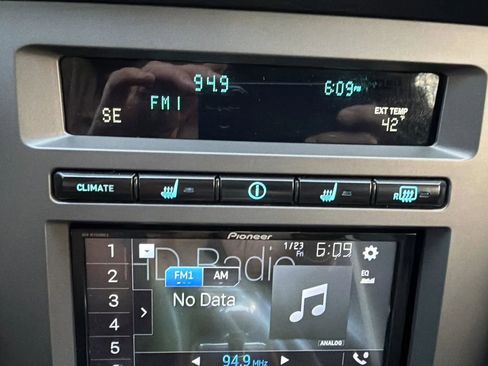 94.9 6:09PM
FM1
SE
EXT TEMP
42°F
CLIMATE
R
Pioneer
HD Radio
1/23
Fri
6:09
1
2
3
4
5
6
FM1 AM
No Data
EQ
ANALOG
94.9 MHz